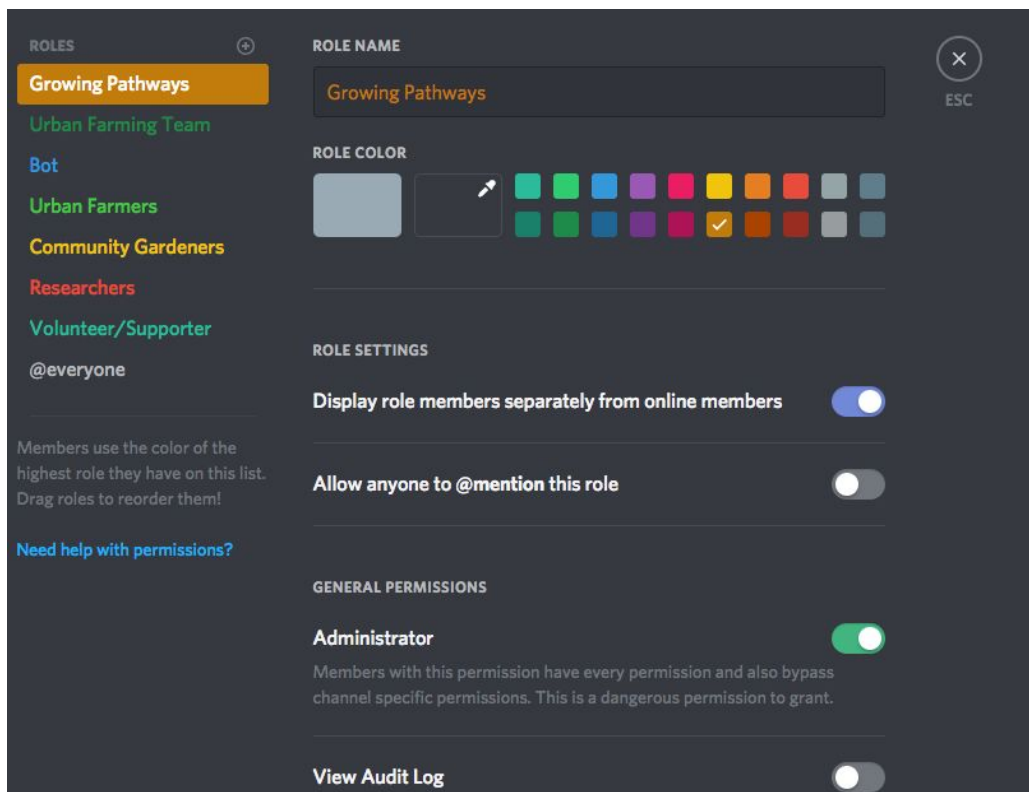 ROLES
Growing Pathways
Urban Farming Team
Bot
Urban Farmers
Community Gardeners
Researchers
Volunteer/Supporter
@everyone
Members use the color of the
highest role they have on this list.
Drag roles to reorder them!
Need help with permissions?
ROLE NAME
Growing Pathways
ROLE COLOR
ROLE SETTINGS
Display role members separately from online members
Allow anyone to @mention this role
GENERAL PERMISSIONS
Administrator
Members with this permission have every permission and also bypass
channel specific permissions. This is a dangerous permission to grant.
View Audit Log
ESC